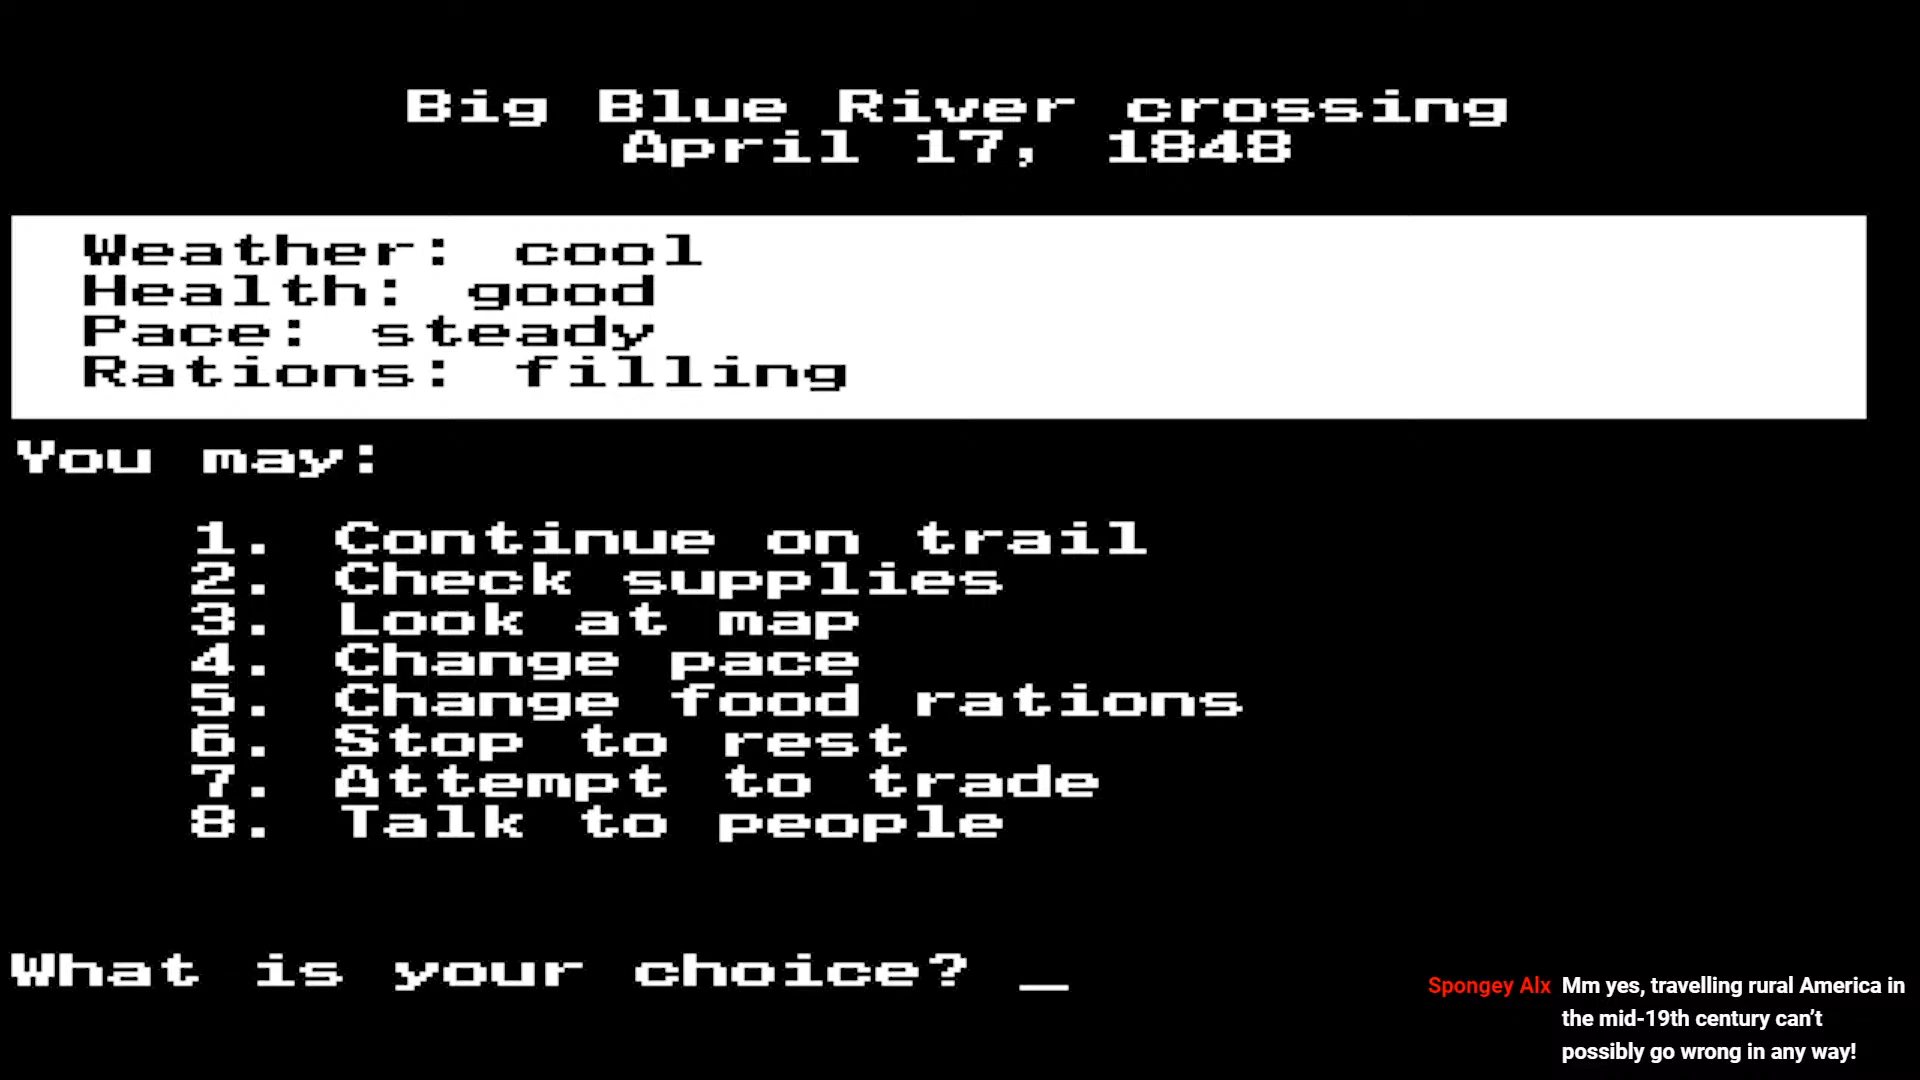 Big Blue River crossing
April 17, 1848
Weather: cool
Health: good
Pace: steady
Rations: filling
You may:
1. Continue on trail
2. Check supplies
3. Look at map
4. Change pace
5. Change food rations
6. Stop to rest
7. Attempt to trade
8. Talk to people
What is your choice? _
Spongey Alx Mm yes, travelling rural America in
the mid-19th century can’t
possibly go wrong in any way!